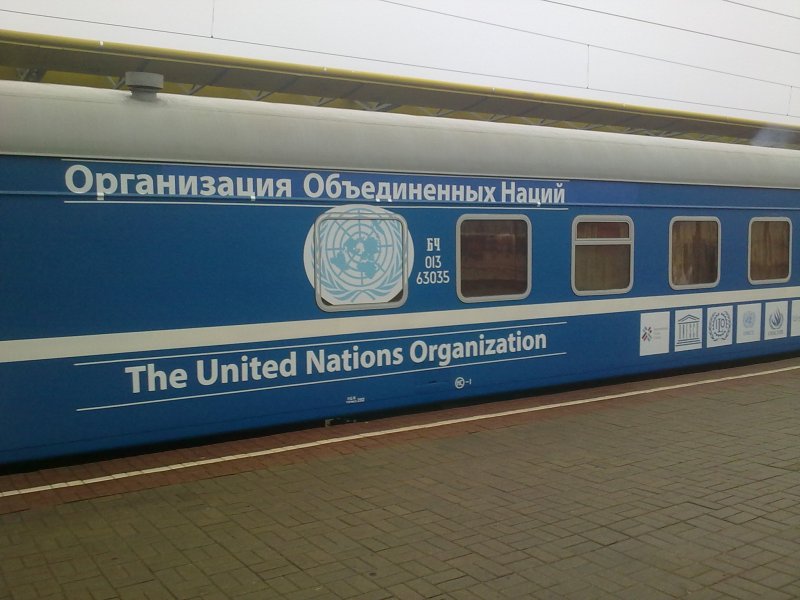 Организация Объединенных Наций
БЧ
013
63035
The United Nations Organization